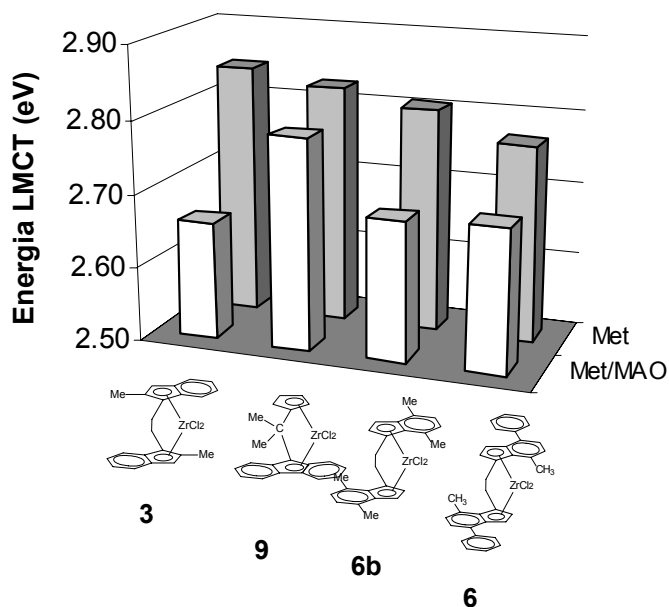 Energia LMCT (eV)
2.90
2.80
2.70
2.60
2.50
Met
Met/MAO
Me
ZrCl2
Me
3
Me
C
Me
ZrCl2
9
Me
Me
ZrCl2
Me
Me
6b
CH3
ZrCl2
CH3
6